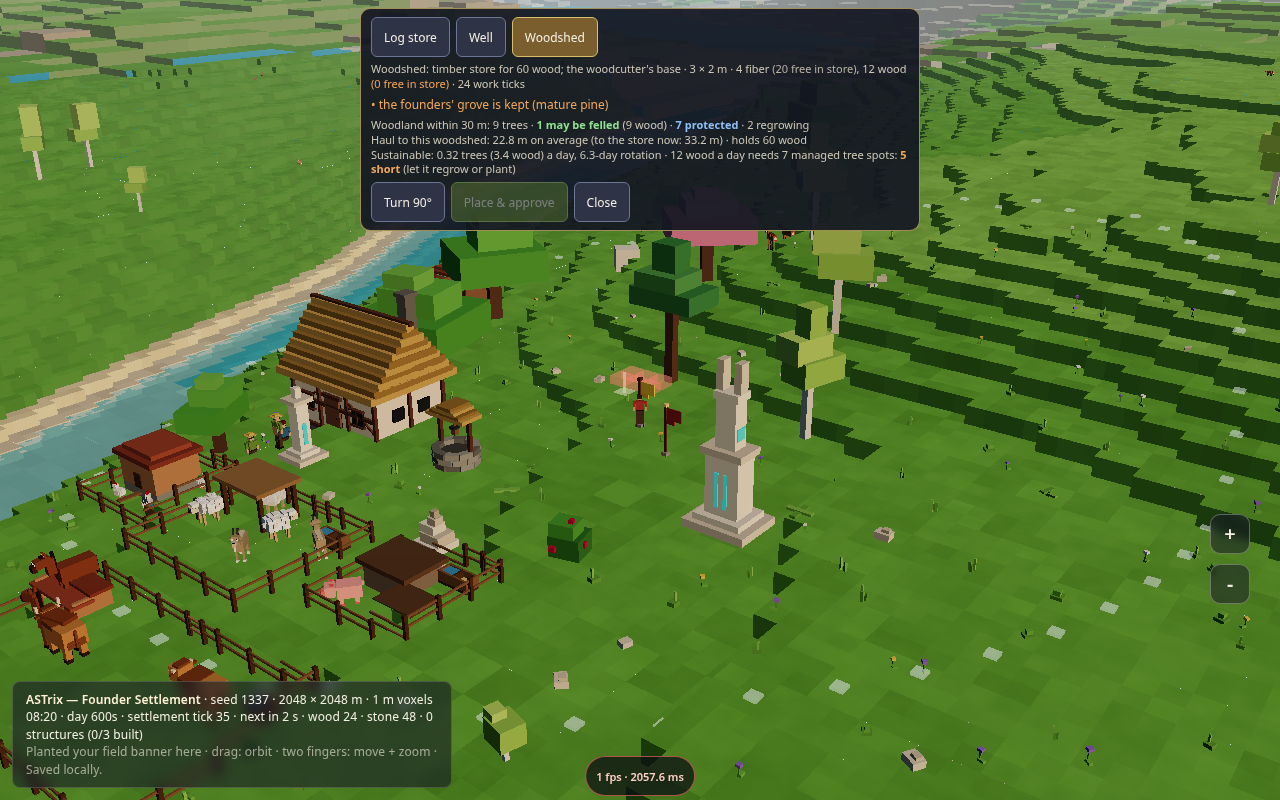 Log store
Well
Woodshed
Woodshed: timber store for 60 wood; the woodcutter's base · 3 × 2 m · 4 fiber (20 free in store), 12 wood
(0 free in store) · 24 work ticks
• the founders' grove is kept (mature pine)
Woodland within 30 m: 9 trees · 1 may be felled (9 wood) · 7 protected · 2 regrowing
Haul to this woodshed: 22.8 m on average (to the store now: 33.2 m) · holds 60 wood
Sustainable: 0.32 trees (3.4 wood) a day, 6.3-day rotation · 12 wood a day needs 7 managed tree spots: 5
short (let it regrow or plant)
Turn 90°
Place & approve
Close
+
-
ASTrix — Founder Settlement · seed 1337 · 2048 × 2048 m · 1 m voxels
08:20 · day 600s · settlement tick 35 · next in 2 s · wood 24 · stone 48 · 0
structures (0/3 built)
Planted your field banner here · drag: orbit · two fingers: move + zoom ·
Saved locally.
1 fps · 2057.6 ms